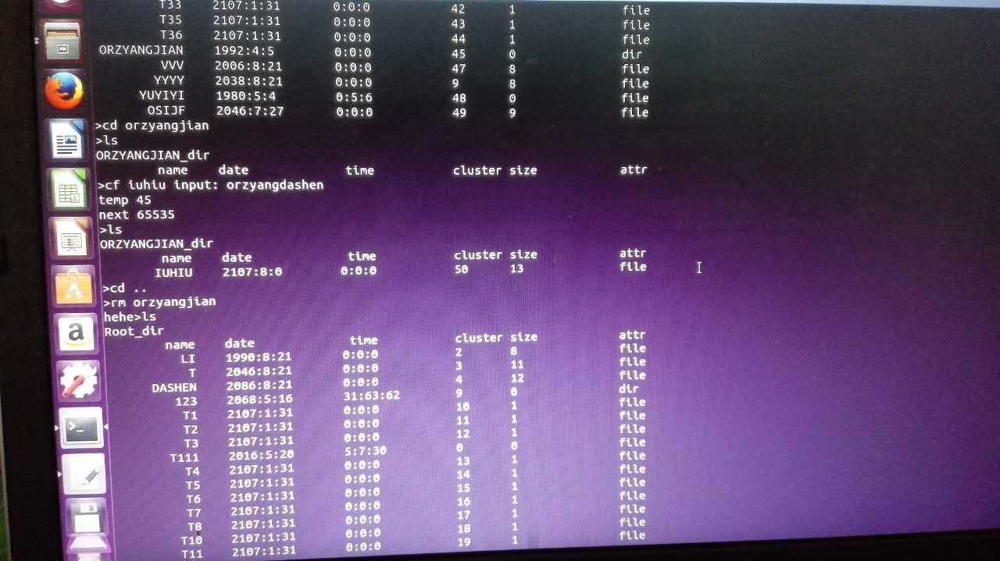 T33 2107:1:31 0:0:0 42 1 file
T35 2107:1:31 0:0:0 43 1 file
T36 2107:1:31 0:0:0 44 1 file
ORZYANGJIAN 1992:4:5 0:0:0 45 0 dir
VVV 2006:8:21 0:0:0 47 8 file
YYYY 2038:8:21 0:0:0 9 8 file
YUYIYI 1980:5:4 0:5:6 48 0 file
OSIJF 2046:7:27 0:0:0 49 9 file
>cd orzyangjian
>ls
ORZYANGJIAN_dir
name date time cluster size attr
>cf iuhiu input: orzyangdashen
temp 45
next 65535
>ls
ORZYANGJIAN_dir
name date time cluster size attr
IUHIU 2107:8:0 0:0:0 50 13 file
>cd ..
>rm orzyangjian
hehe>ls
Root_dir
name date time cluster size attr
LI 1990:8:21 0:0:0 2 8 file
T 2046:8:21 0:0:0 3 11 file
DASHEN 2086:8:21 0:0:0 4 12 file
123 2068:5:16 31:63:62 9 0 dir
T1 2107:1:31 0:0:0 10 1 file
T2 2107:1:31 0:0:0 11 1 file
T3 2107:1:31 0:0:0 12 1 file
T111 2016:5:20 5:7:30 0 0 file
T4 2107:1:31 0:0:0 13 1 file
T5 2107:1:31 0:0:0 14 1 file
T6 2107:1:31 0:0:0 15 1 file
T7 2107:1:31 0:0:0 16 1 file
T8 2107:1:31 0:0:0 17 1 file
T10 2107:1:31 0:0:0 18 1 file
T11 2107:1:31 0:0:0 19 1 file